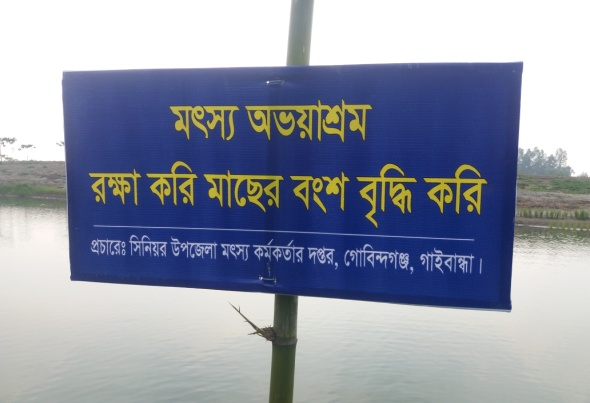 মৎস্য অভয়াশ্রম
রক্ষা করি মাছের বংশ বৃদ্ধি করি
প্রচারেঃ সিনিয়র উপজেলা মৎস্য কর্মকর্তার দপ্তর, গোবিন্দগঞ্জ, গাইবান্ধা।